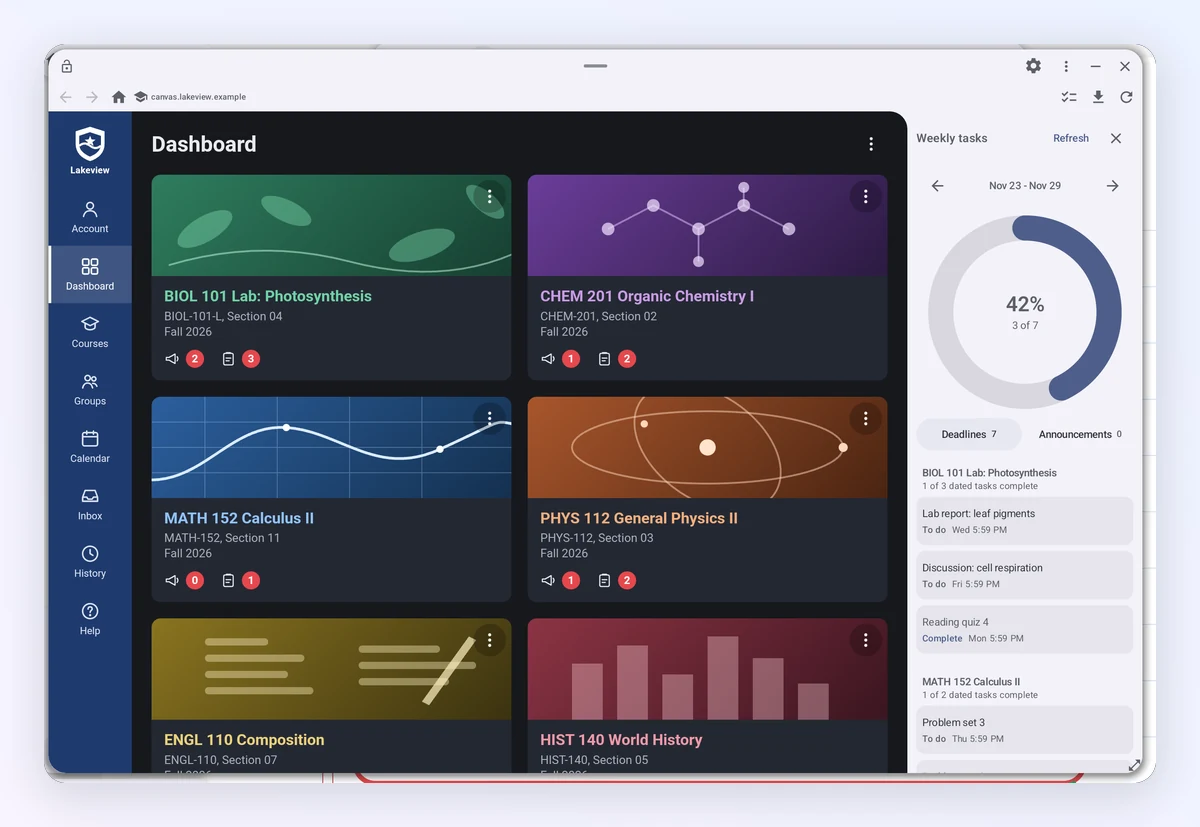 canvas.lakeview.example
Lakeview
Account
Dashboard
Courses
Groups
Calendar
Inbox
History
Help
Dashboard
BIOL 101 Lab: Photosynthesis
BIOL-101-L, Section 04
Fall 2026
2 3
CHEM 201 Organic Chemistry I
CHEM-201, Section 02
Fall 2026
1 2
MATH 152 Calculus II
MATH-152, Section 11
Fall 2026
0 1
PHYS 112 General Physics II
PHYS-112, Section 03
Fall 2026
1 2
ENGL 110 Composition
ENGL-110, Section 07
HIST 140 World History
HIST-140, Section 05
Weekly tasks Refresh
Nov 23 - Nov 29
42%
3 of 7
Deadlines 7 Announcements 0
BIOL 101 Lab: Photosynthesis
1 of 3 dated tasks complete
Lab report: leaf pigments
To do Wed 5:59 PM
Discussion: cell respiration
To do Fri 5:59 PM
Reading quiz 4
Complete Mon 5:59 PM
MATH 152 Calculus II
1 of 2 dated tasks complete
Problem set 3
To do Thu 5:59 PM